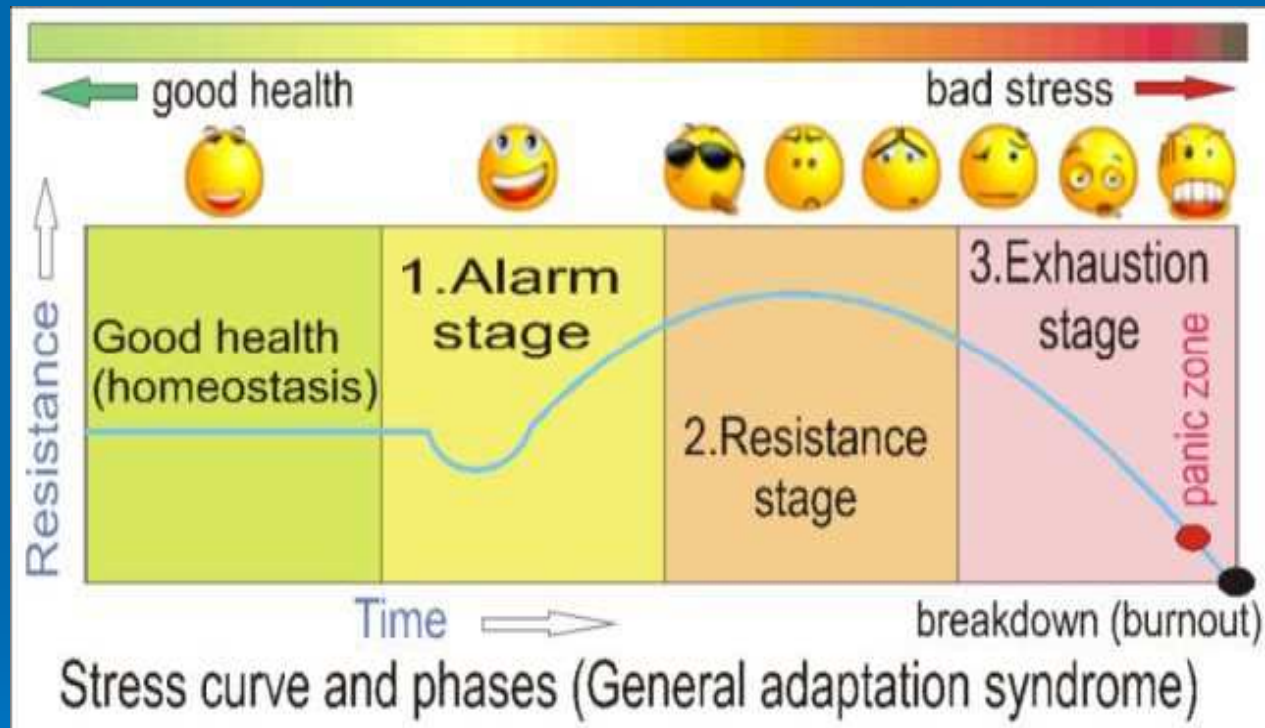 good health
bad stress
Resistance
Good health
(homeostasis)
1.Alarm
stage
2.Resistance
stage
3.Exhaustion
stage
panic zone
Time
breakdown (burnout)
Stress curve and phases (General adaptation syndrome)